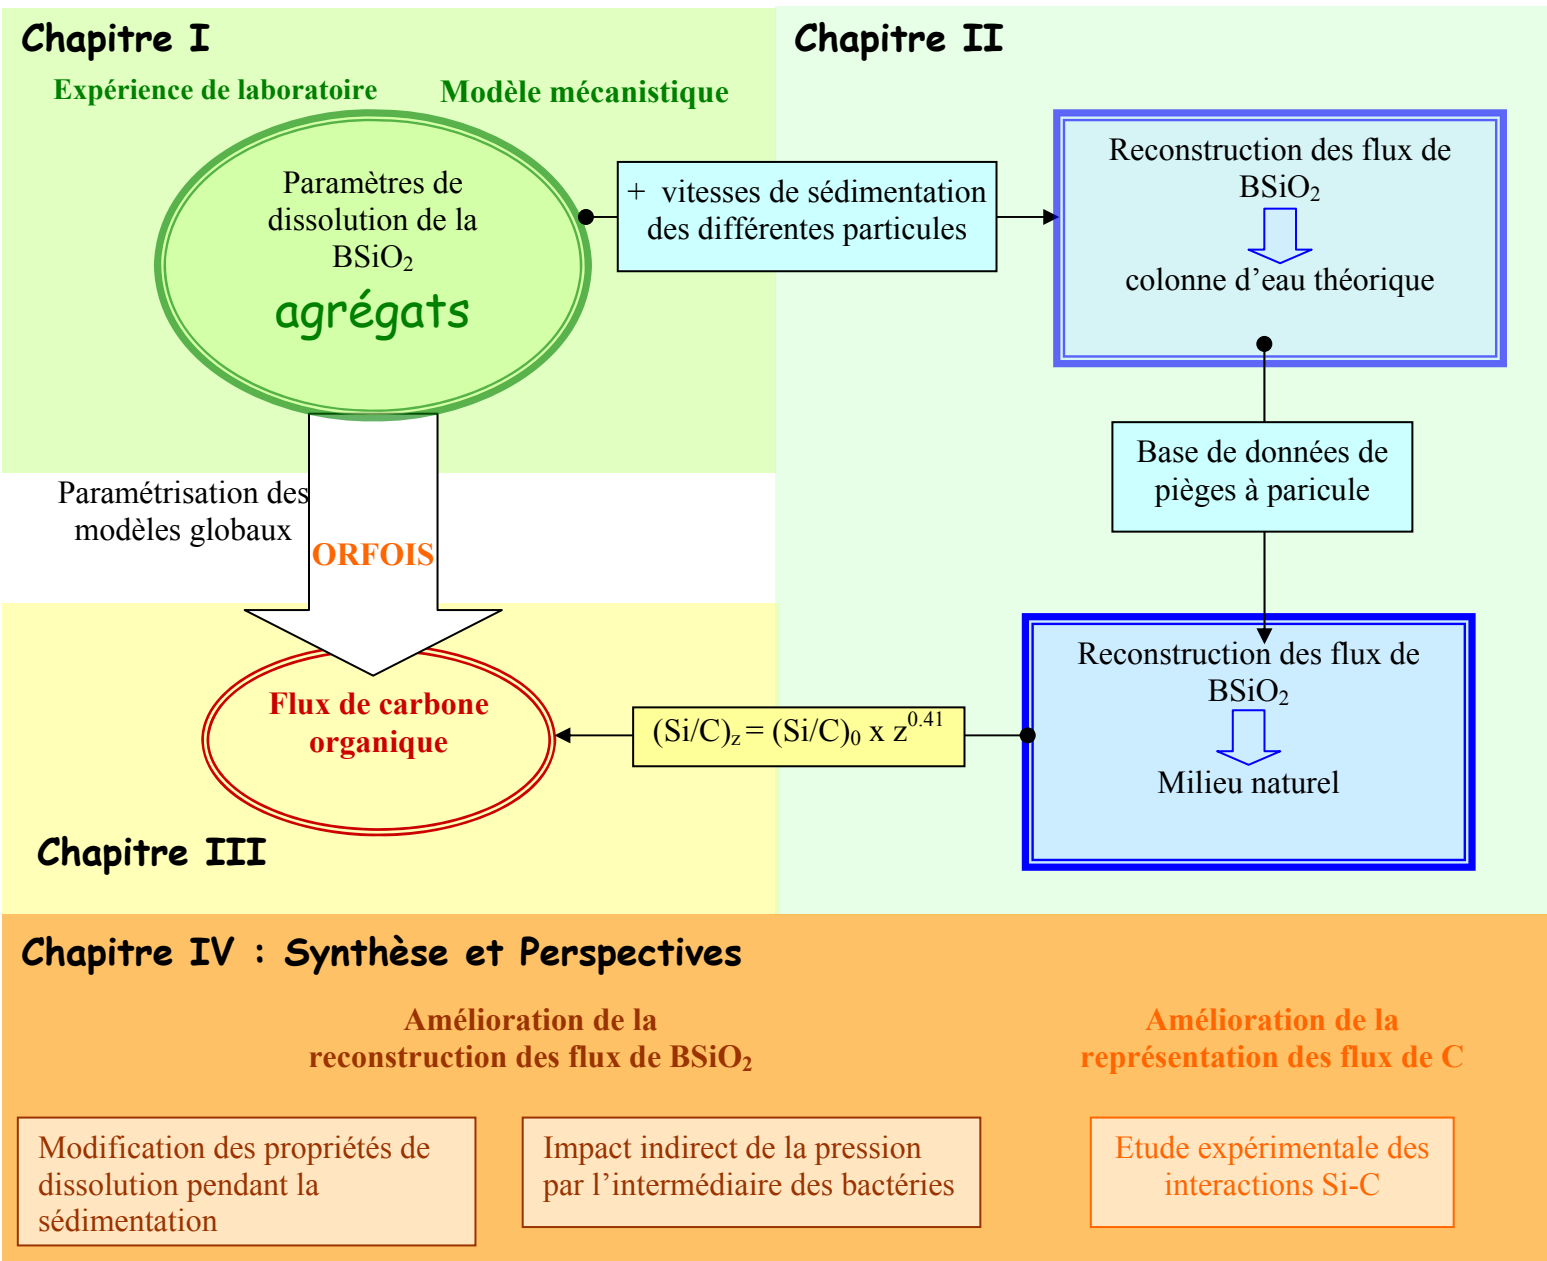 Chapitre I
Expérience de laboratoire
Modèle mécanistique
Paramètres de
dissolution de la
BSiO₂
agrégats
+ vitesses de sédimentation
des différentes particules
Chapitre II
Reconstruction des flux de
BSiO₂
colonne d’eau théorique
Base de données de
pièges à paricule
Reconstruction des flux de
BSiO₂
Milieu naturel
Paramétrisation des
modèles globaux
ORFOIS
(Si/C)z = (Si/C)₀ x z^0.41
Flux de carbone
organique
Chapitre III
Chapitre IV : Synthèse et Perspectives
Amélioration de la
reconstruction des flux de BSiO₂
Modification des propriétés de
dissolution pendant la
sédimentation
Impact indirect de la pression
par l’intermédiaire des bactéries
Amélioration de la
représentation des flux de C
Etude expérimentale des
interactions Si-C